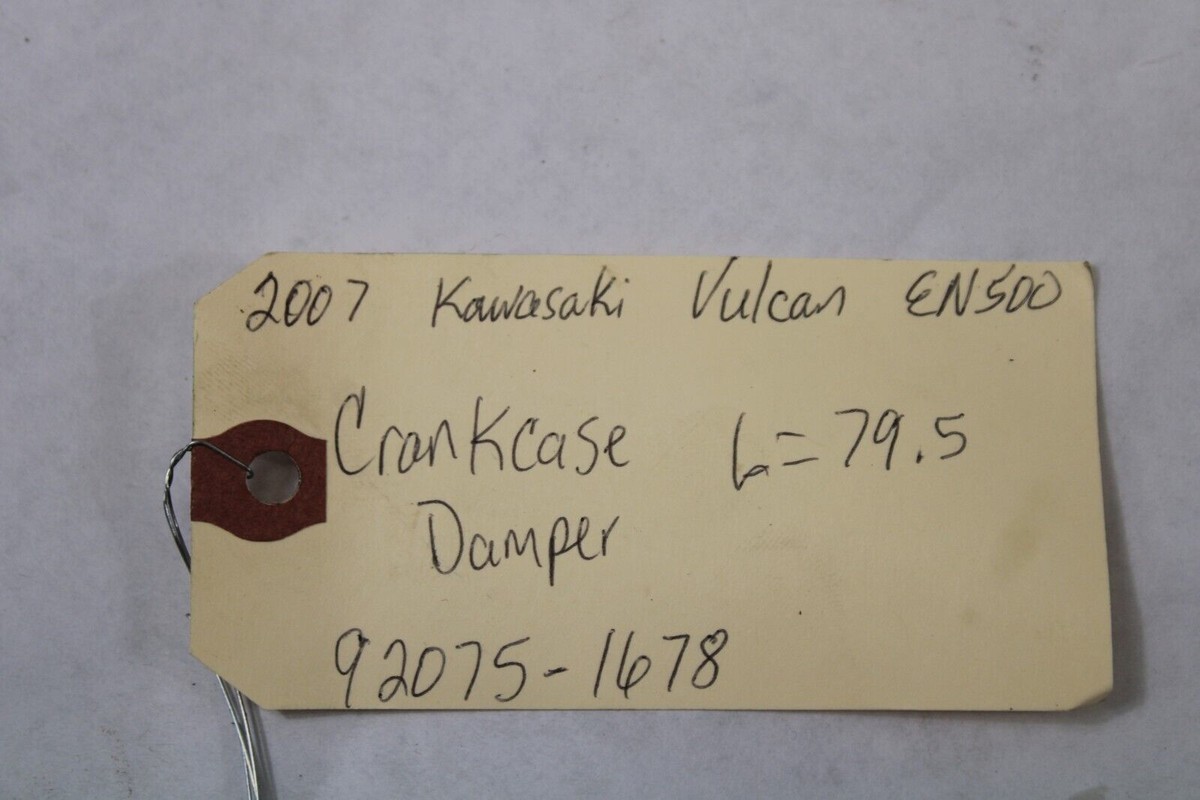 2007 Kawasaki Vulcan EN500
Crankcase L=79.5
Damper
92075-1678